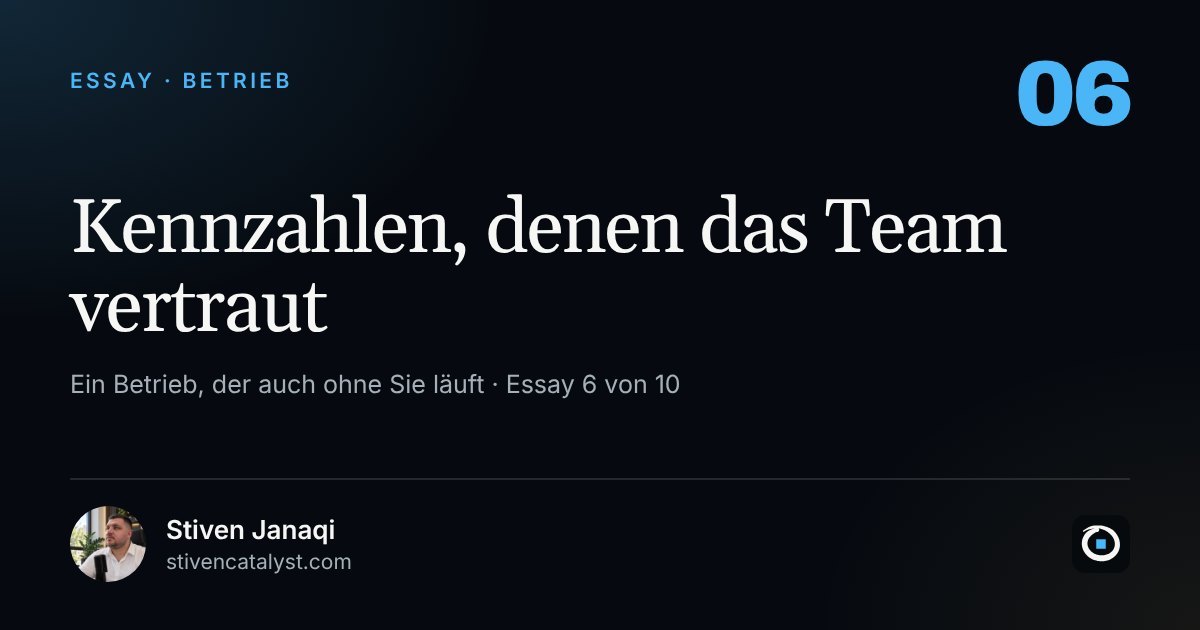 ESSAY · BETRIEB
06
Kennzahlen, denen das Team
vertraut
Ein Betrieb, der auch ohne Sie läuft · Essay 6 von 10
Stiven Janaqi
stivencatalyst.com